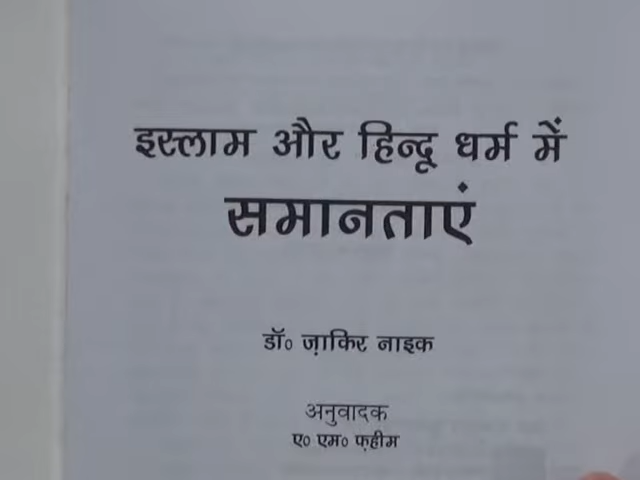 इस्लाम और हिन्दू धर्म में
समानताएं
डॉ० ज़ाकिर नाइक
अनुवादक
ए० एम० फ़हीम